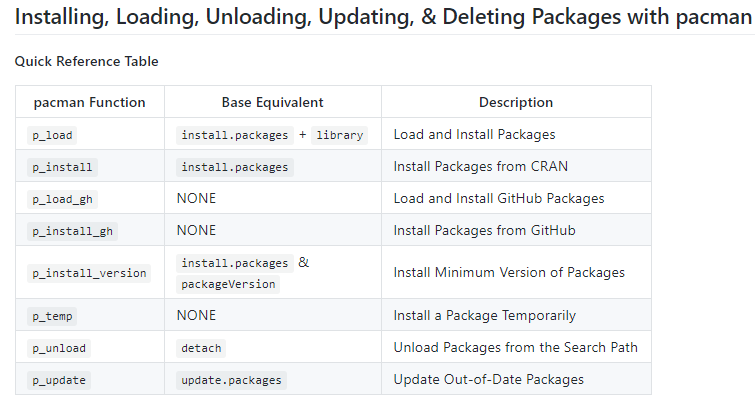 Installing, Loading, Unloading, Updating, & Deleting Packages with pacman
Quick Reference Table
pacman Function Base Equivalent Description
p_load install.packages + library Load and Install Packages
p_install install.packages Install Packages from CRAN
p_load_gh NONE Load and Install GitHub Packages
p_install_gh NONE Install Packages from GitHub
p_install_version install.packages & packageVersion Install Minimum Version of Packages
p_temp NONE Install a Package Temporarily
p_unload detach Unload Packages from the Search Path
p_update update.packages Update Out-of-Date Packages